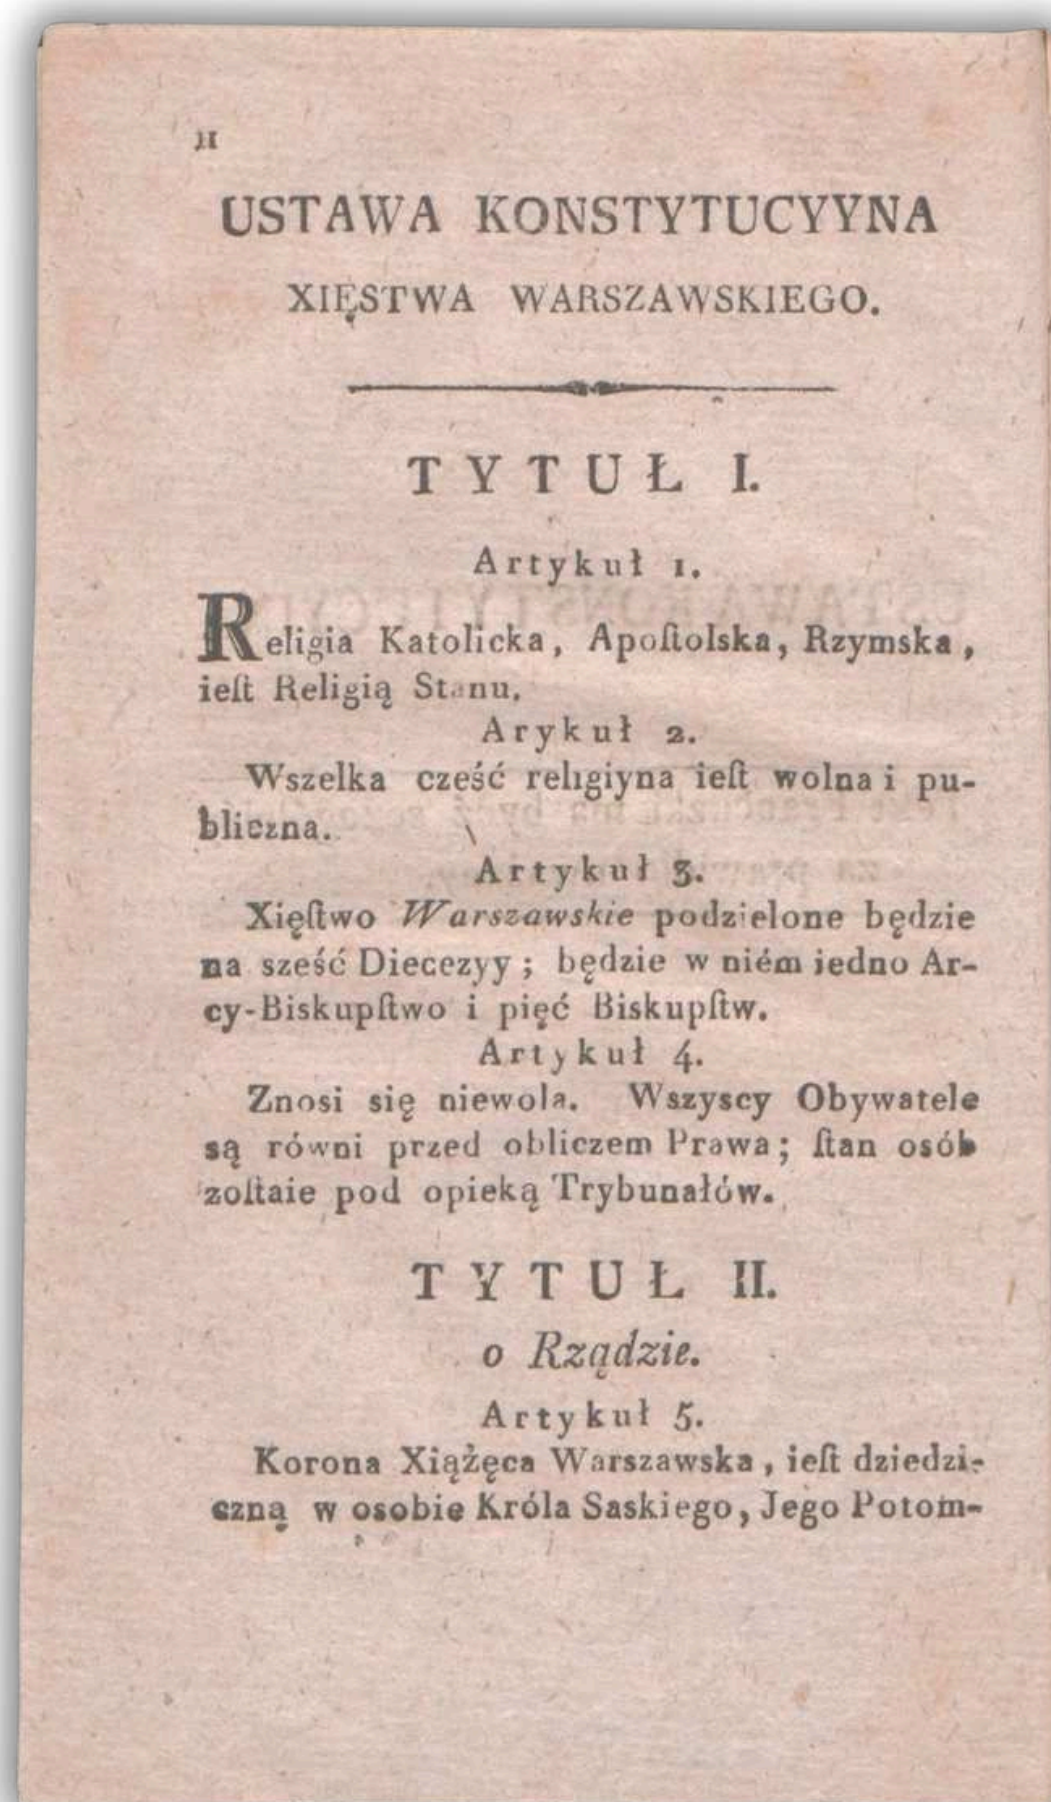 II
USTAWA KONSTYTUCYYNA
XIĘSTWA WARSZAWSKIEGO.
TYTUŁ I.
Artykuł 1.
Religia Katolicka, Apoſtolska, Rzymska,
ieſt Religią Stanu.
Arykuł 2.
Wszelka cześć religiyna ieſt wolna i pu-
bliczna.
Artykuł 3.
Xięſtwo Warszawskie podzielone będzie
na sześć Diecezyy; będzie w niém iedno Ar-
cy-Biskupſtwo i pięć Biskupſtw.
Artykuł 4.
Znosi się niewola. Wszyscy Obywatele
są równi przed obliczem Prawa; ſtan osób
zoſtaie pod opieką Trybunałów.
TYTUŁ II.
o Rządzie.
Artykuł 5.
Korona Xiążęca Warszawska, ieſt dziedzi-
czną w osobie Króla Saskiego, Jego Potom-